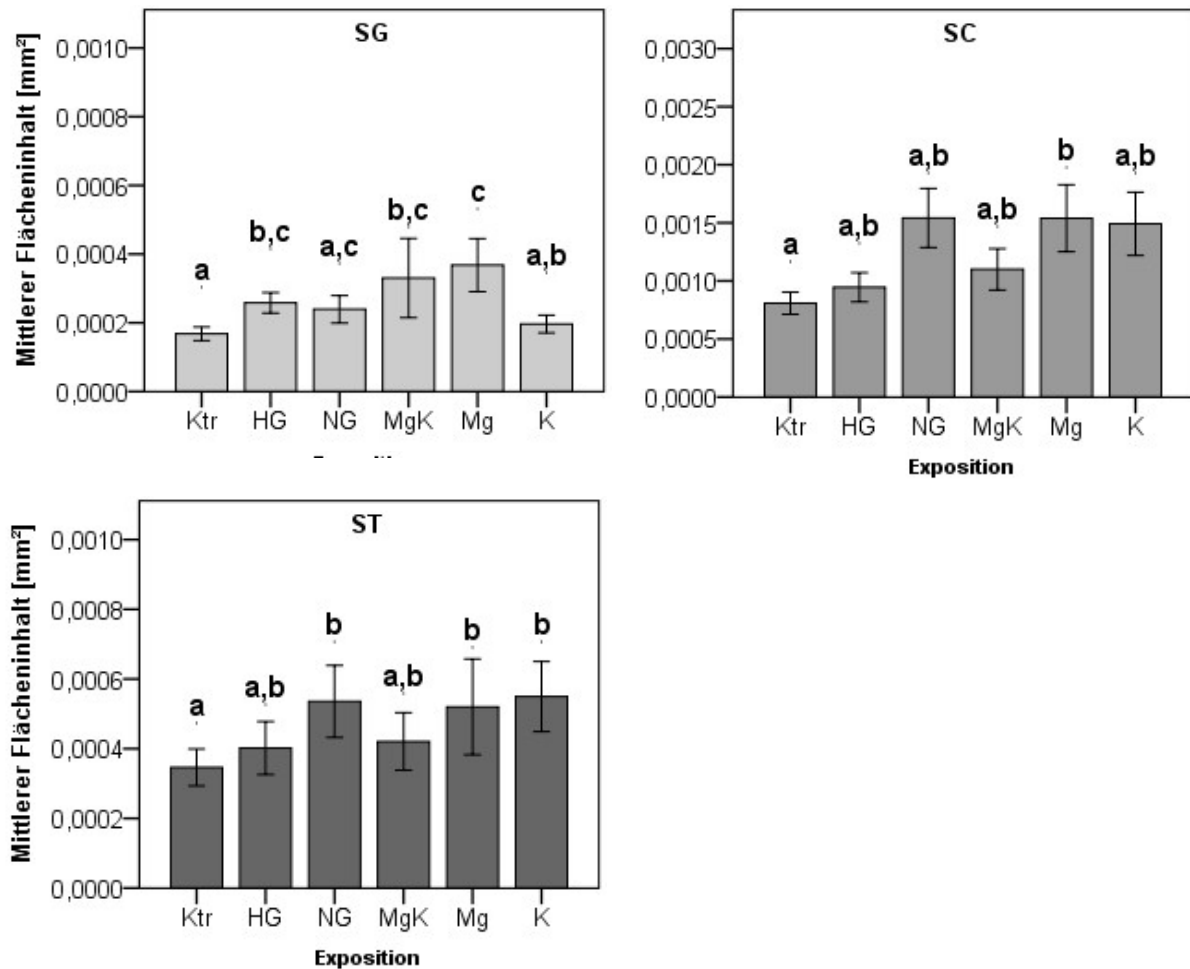 SG
Mittlerer Flächeninhalt [mm²]
0,0010
0,0008
0,0006
0,0004
0,0002
0,0000
a
b,c
a,c
b,c
c
a,b
Ktr HG NG MgK Mg K
SC
0,0030
0,0025
0,0020
0,0015
0,0010
0,0005
0,0000
a
a,b
a,b
a,b
b
a,b
Ktr HG NG MgK Mg K
Exposition
ST
Mittlerer Flächeninhalt [mm²]
0,0010
0,0008
0,0006
0,0004
0,0002
0,0000
a
a,b
b
a,b
b
b
Ktr HG NG MgK Mg K
Exposition